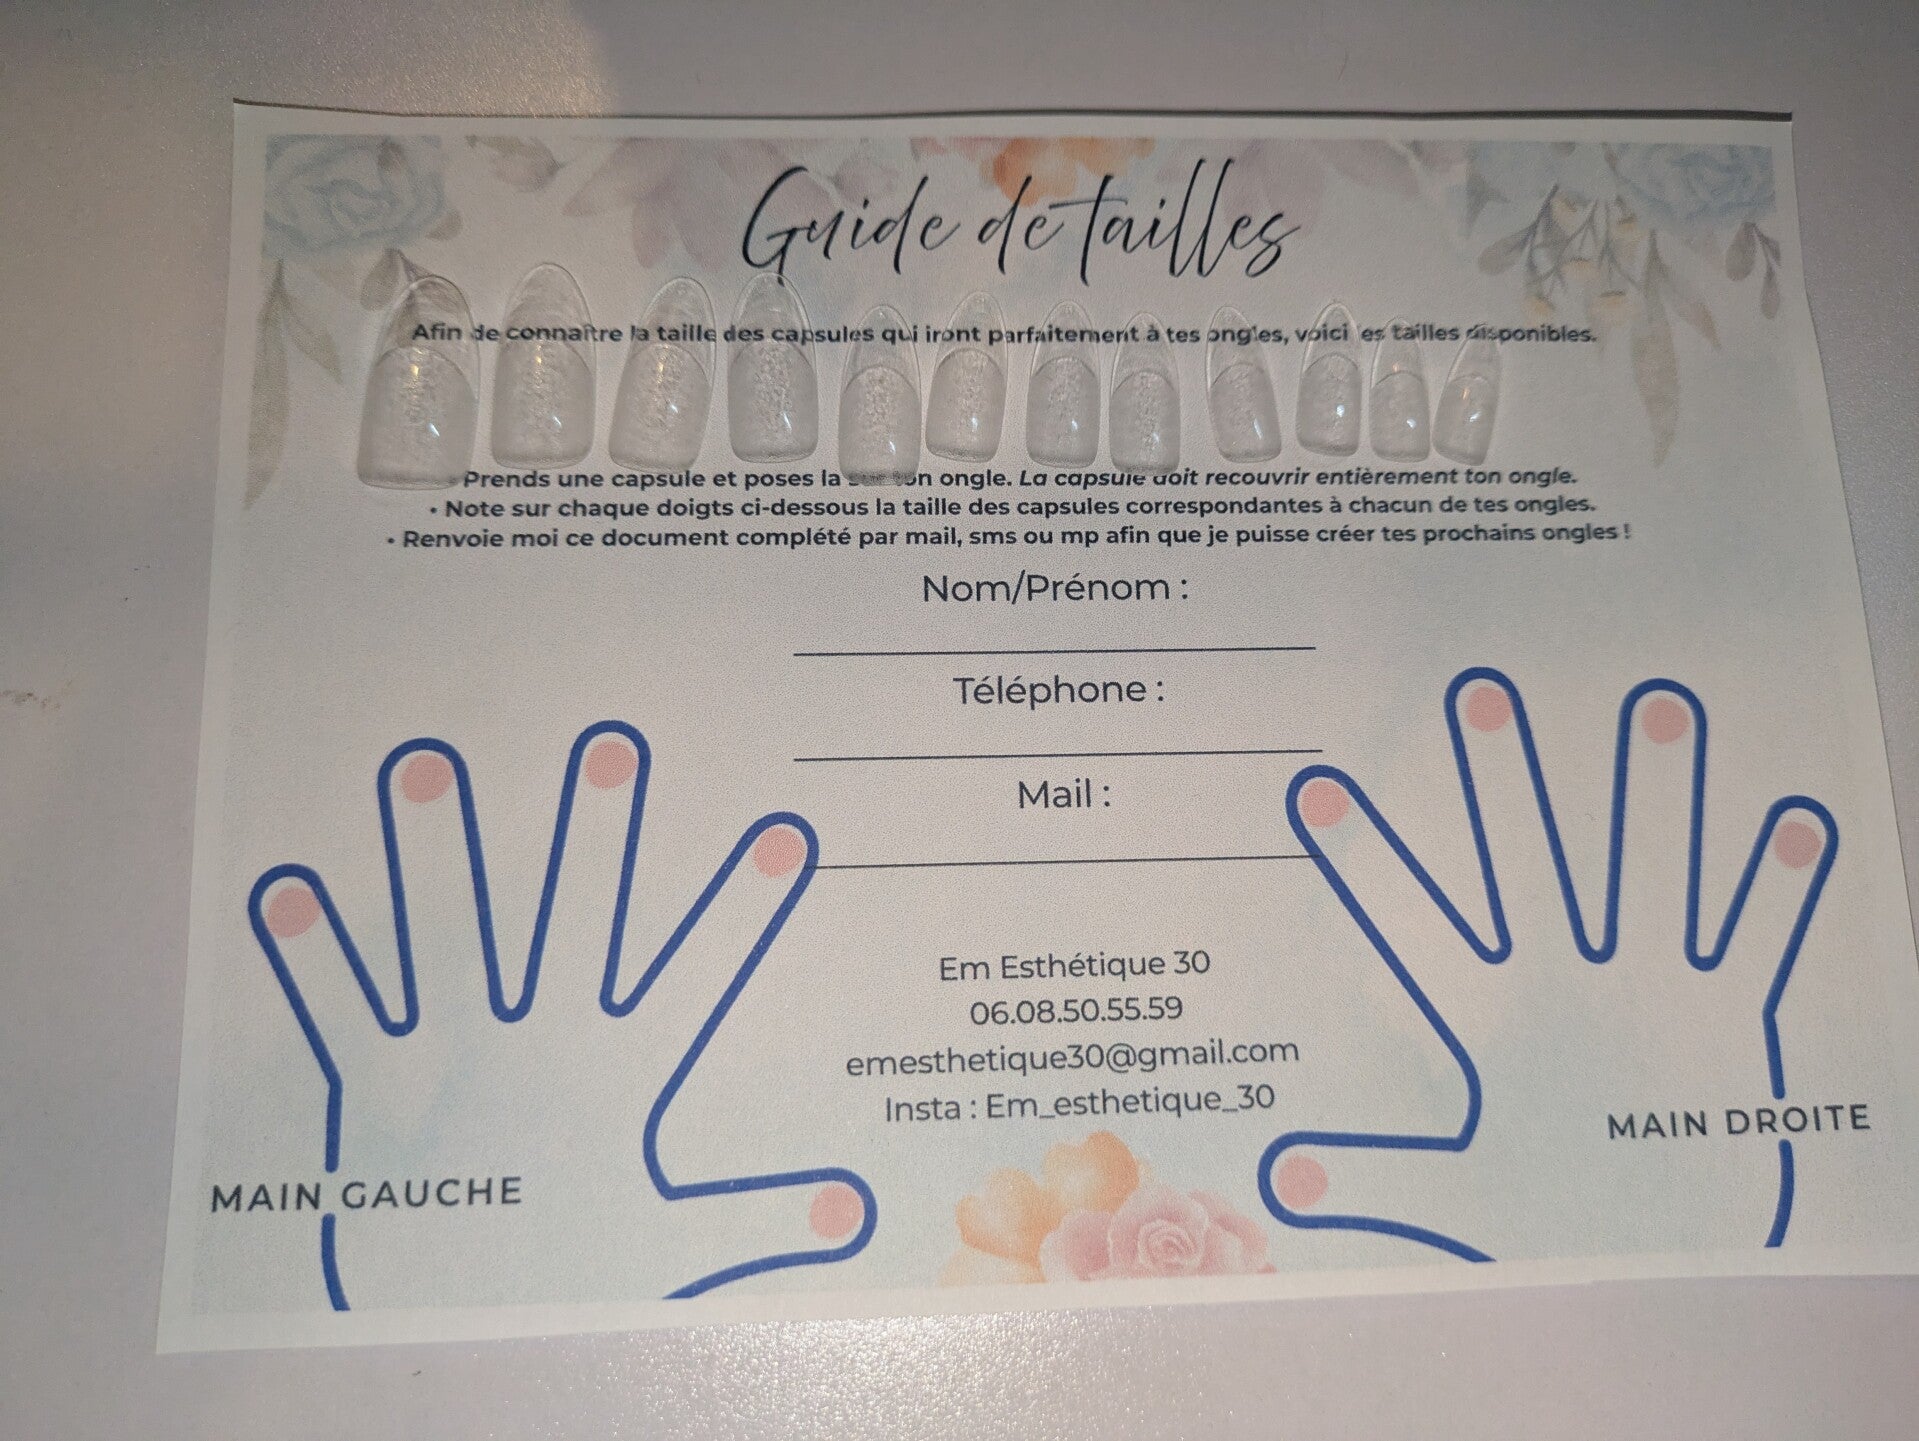 Guide de tailles
Afin de connaître la taille des capsules qui iront parfaitement à tes ongles, voici les tailles disponibles.
• Prends une capsule et poses la sur ton ongle. La capsule doit recouvrir entièrement ton ongle.
• Note sur chaque doigts ci-dessous la taille des capsules correspondantes à chacun de tes ongles.
• Renvoie moi ce document complété par mail, sms ou mp afin que je puisse créer tes prochains ongles !
Nom/Prénom :
Téléphone :
Mail :
Em Esthétique 30
06.08.50.55.59
emesthetique30@gmail.com
Insta : Em_esthetique_30
MAIN GAUCHE
MAIN DROITE